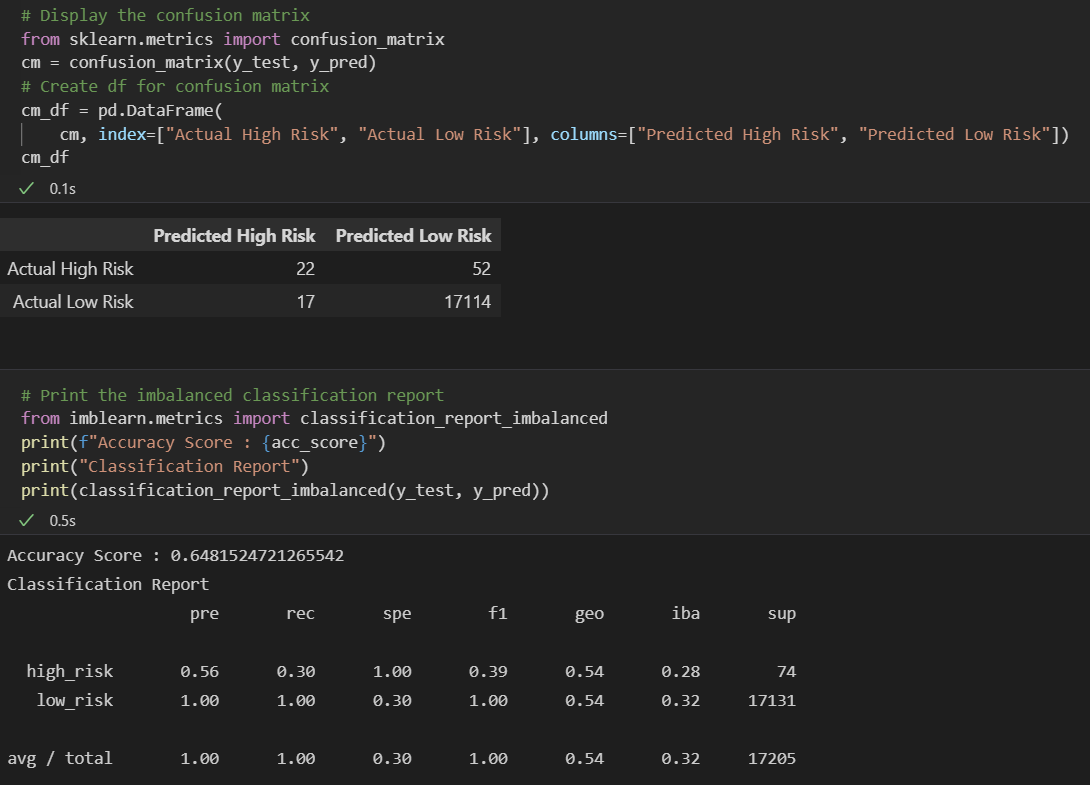 # Display the confusion matrix
from sklearn.metrics import confusion_matrix
cm = confusion_matrix(y_test, y_pred)
# Create df for confusion matrix
cm_df = pd.DataFrame(
    cm, index=["Actual High Risk", "Actual Low Risk"], columns=["Predicted High Risk", "Predicted Low Risk"])
cm_df
0.1s
Predicted High Risk Predicted Low Risk
Actual High Risk 22 52
Actual Low Risk 17 17114
# Print the imbalanced classification report
from imblearn.metrics import classification_report_imbalanced
print(f"Accuracy Score : {acc_score}")
print("Classification Report")
print(classification_report_imbalanced(y_test, y_pred))
0.5s
Accuracy Score : 0.6481524721265542
Classification Report
pre rec spe f1 geo iba sup
high_risk 0.56 0.30 1.00 0.39 0.54 0.28 74
low_risk 1.00 1.00 0.30 1.00 0.54 0.32 17131
avg / total 1.00 1.00 0.30 1.00 0.54 0.32 17205